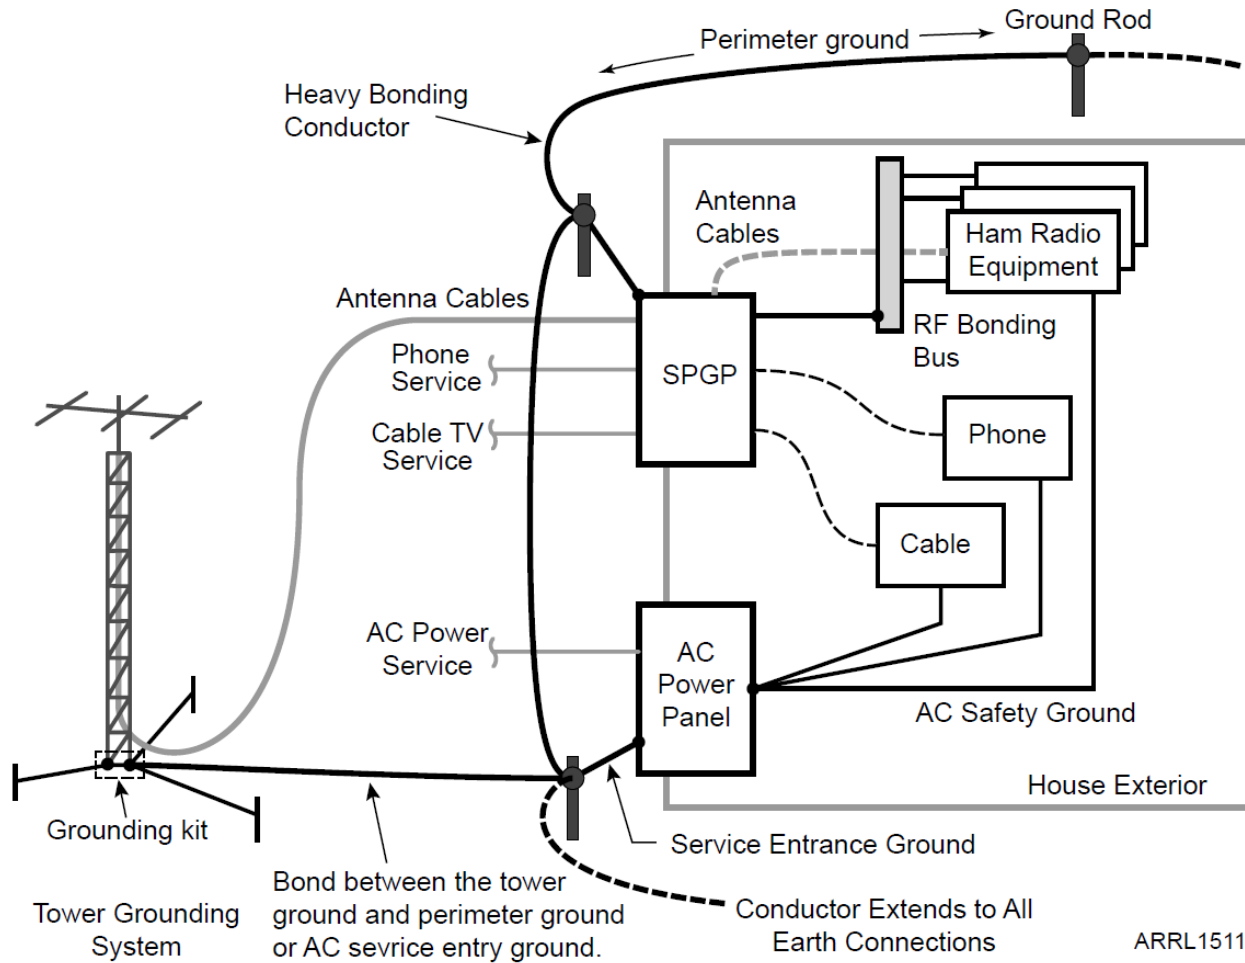 Ground Rod
Perimeter ground
Heavy Bonding
Conductor
Antenna
Cables
Ham Radio
Equipment
Antenna Cables
RF Bonding
Bus
Phone
Service
SPGP
Cable TV
Service
Phone
Cable
AC Power
Service
AC
Power
Panel
AC Safety Ground
House Exterior
Grounding kit
Service Entrance Ground
Tower Grounding
System
Bond between the tower
ground and perimeter ground
or AC sevrice entry ground.
Conductor Extends to All
Earth Connections
ARRL1511